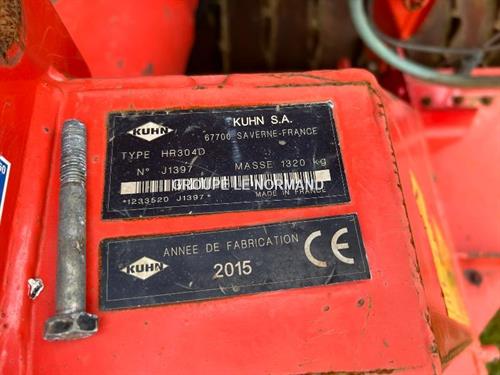 KUHN
KUHN S.A.
67700 SAVERNE-FRANCE
TYPE HR304D
N° J1397 MASSE 1320 kg
GROUPE LE NORMAND
*1233520 J1397* MADE IN FRANCE
KUHN
ANNEE DE FABRICATION
2015
CE